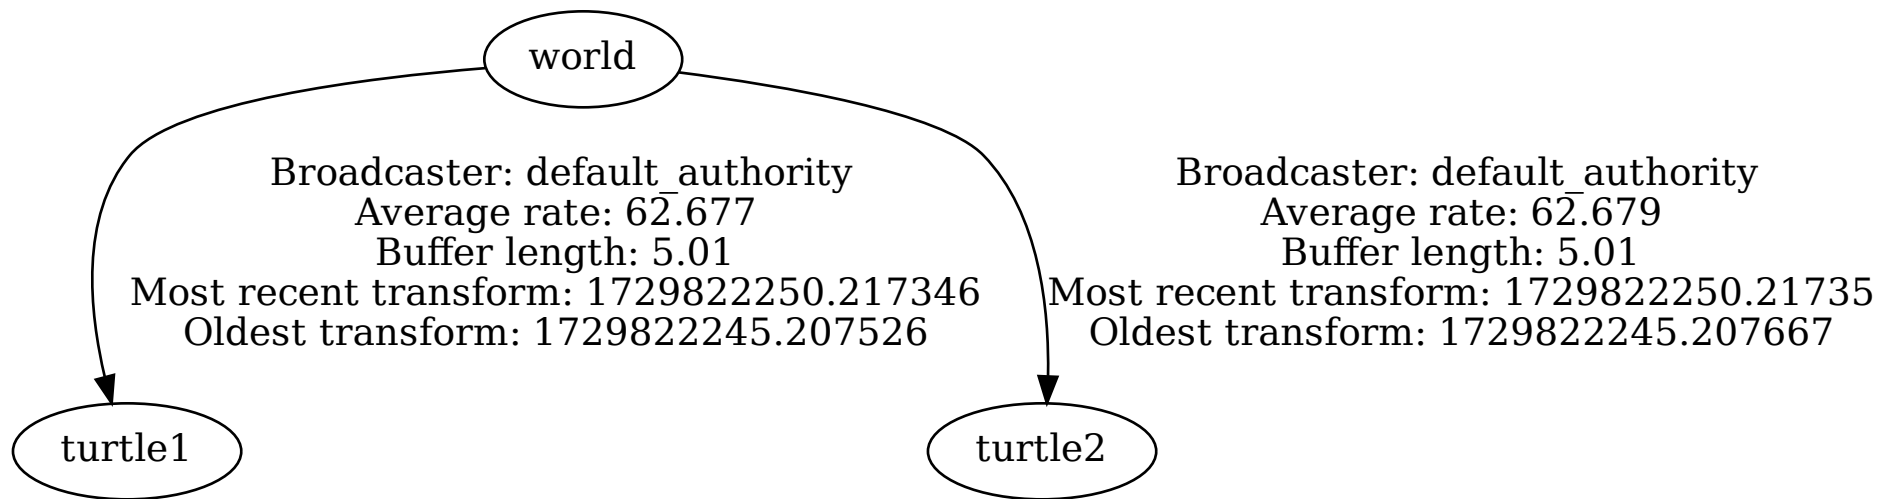 world
Broadcaster: default_authority
Average rate: 62.677
Buffer length: 5.01
Most recent transform: 1729822250.217346
Oldest transform: 1729822245.207526
Broadcaster: default_authority
Average rate: 62.679
Buffer length: 5.01
Most recent transform: 1729822250.21735
Oldest transform: 1729822245.207667
turtle1
turtle2